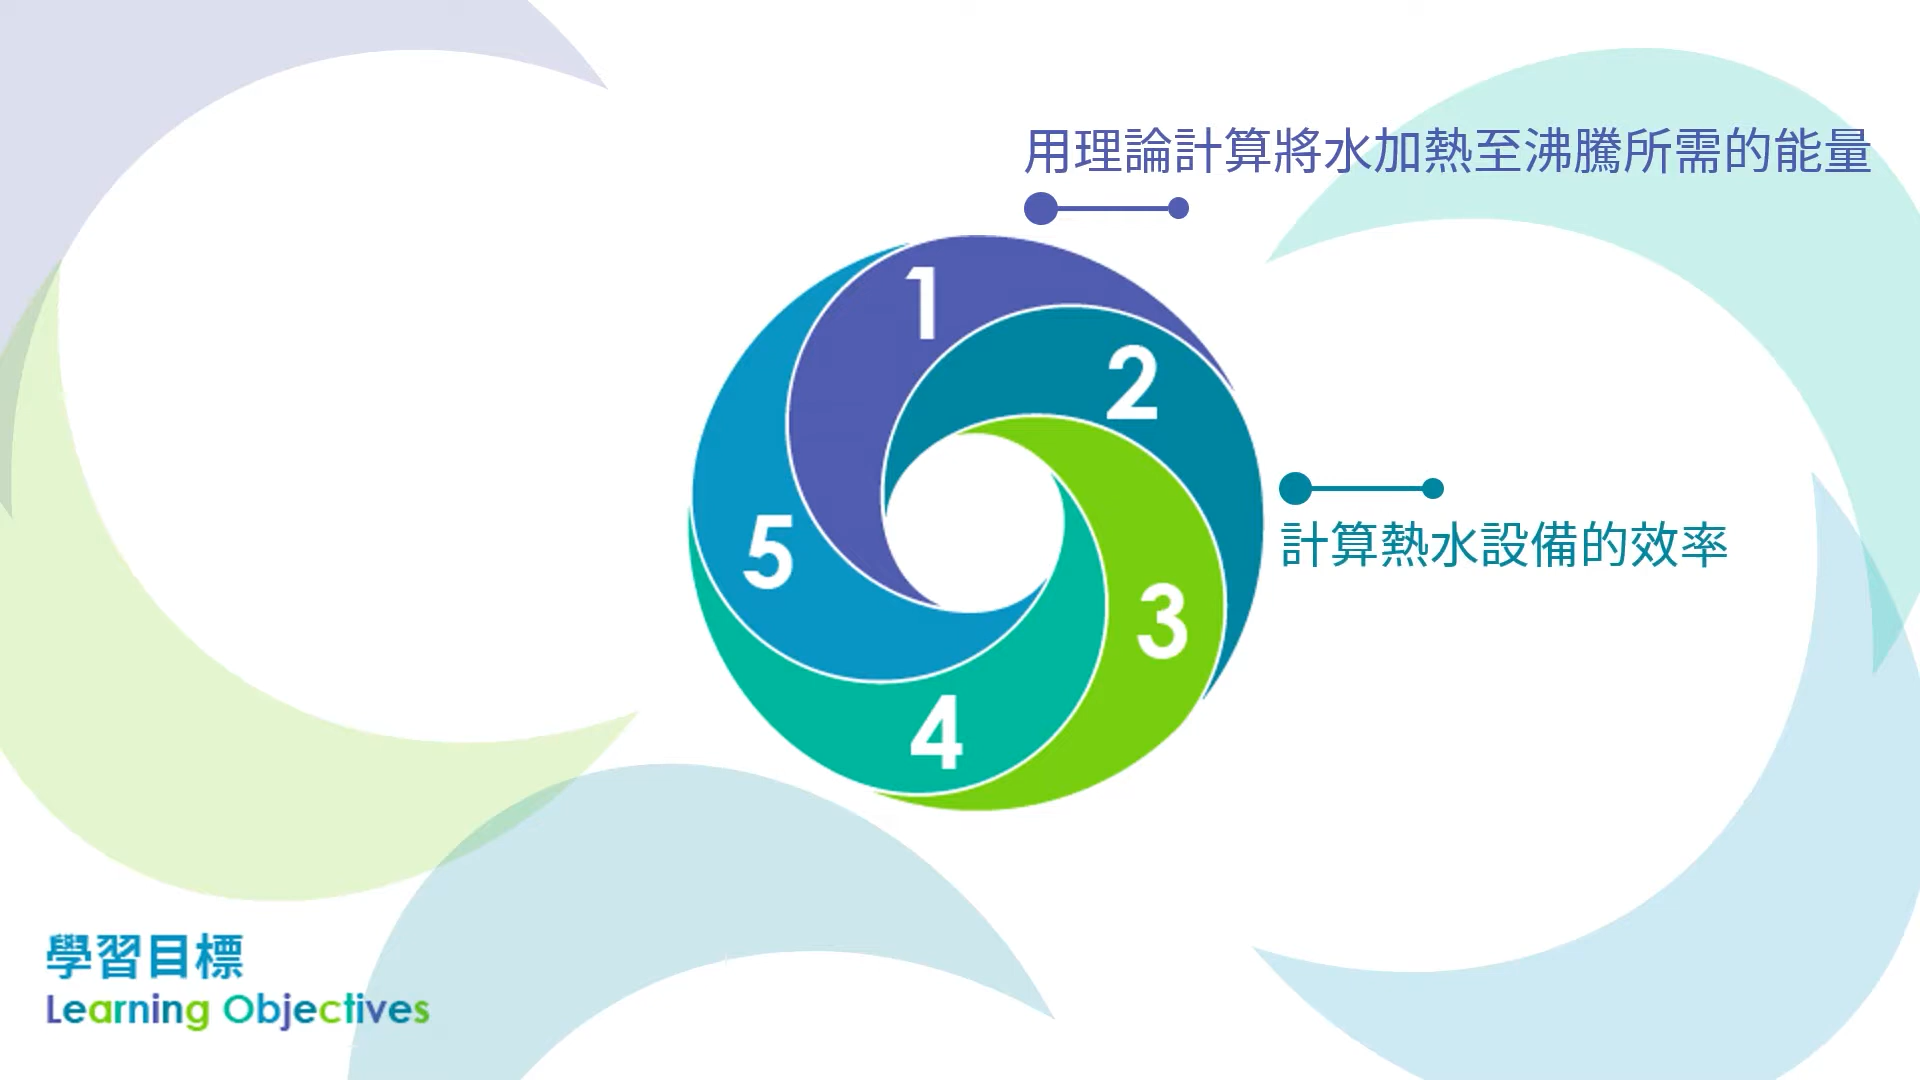 用理論計算將水加熱至沸騰所需的能量
1
2
計算熱水設備的效率
3
4
5
學習目標
Learning Objectives